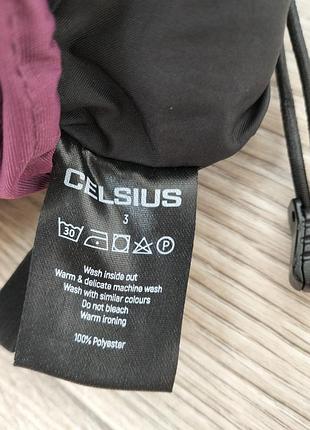 CELSIUS
3
30 P
Wash Inside out
Warm & delicate machine wash
Wash with similar colours
Do not bleach
Warm ironing
100% Polyester